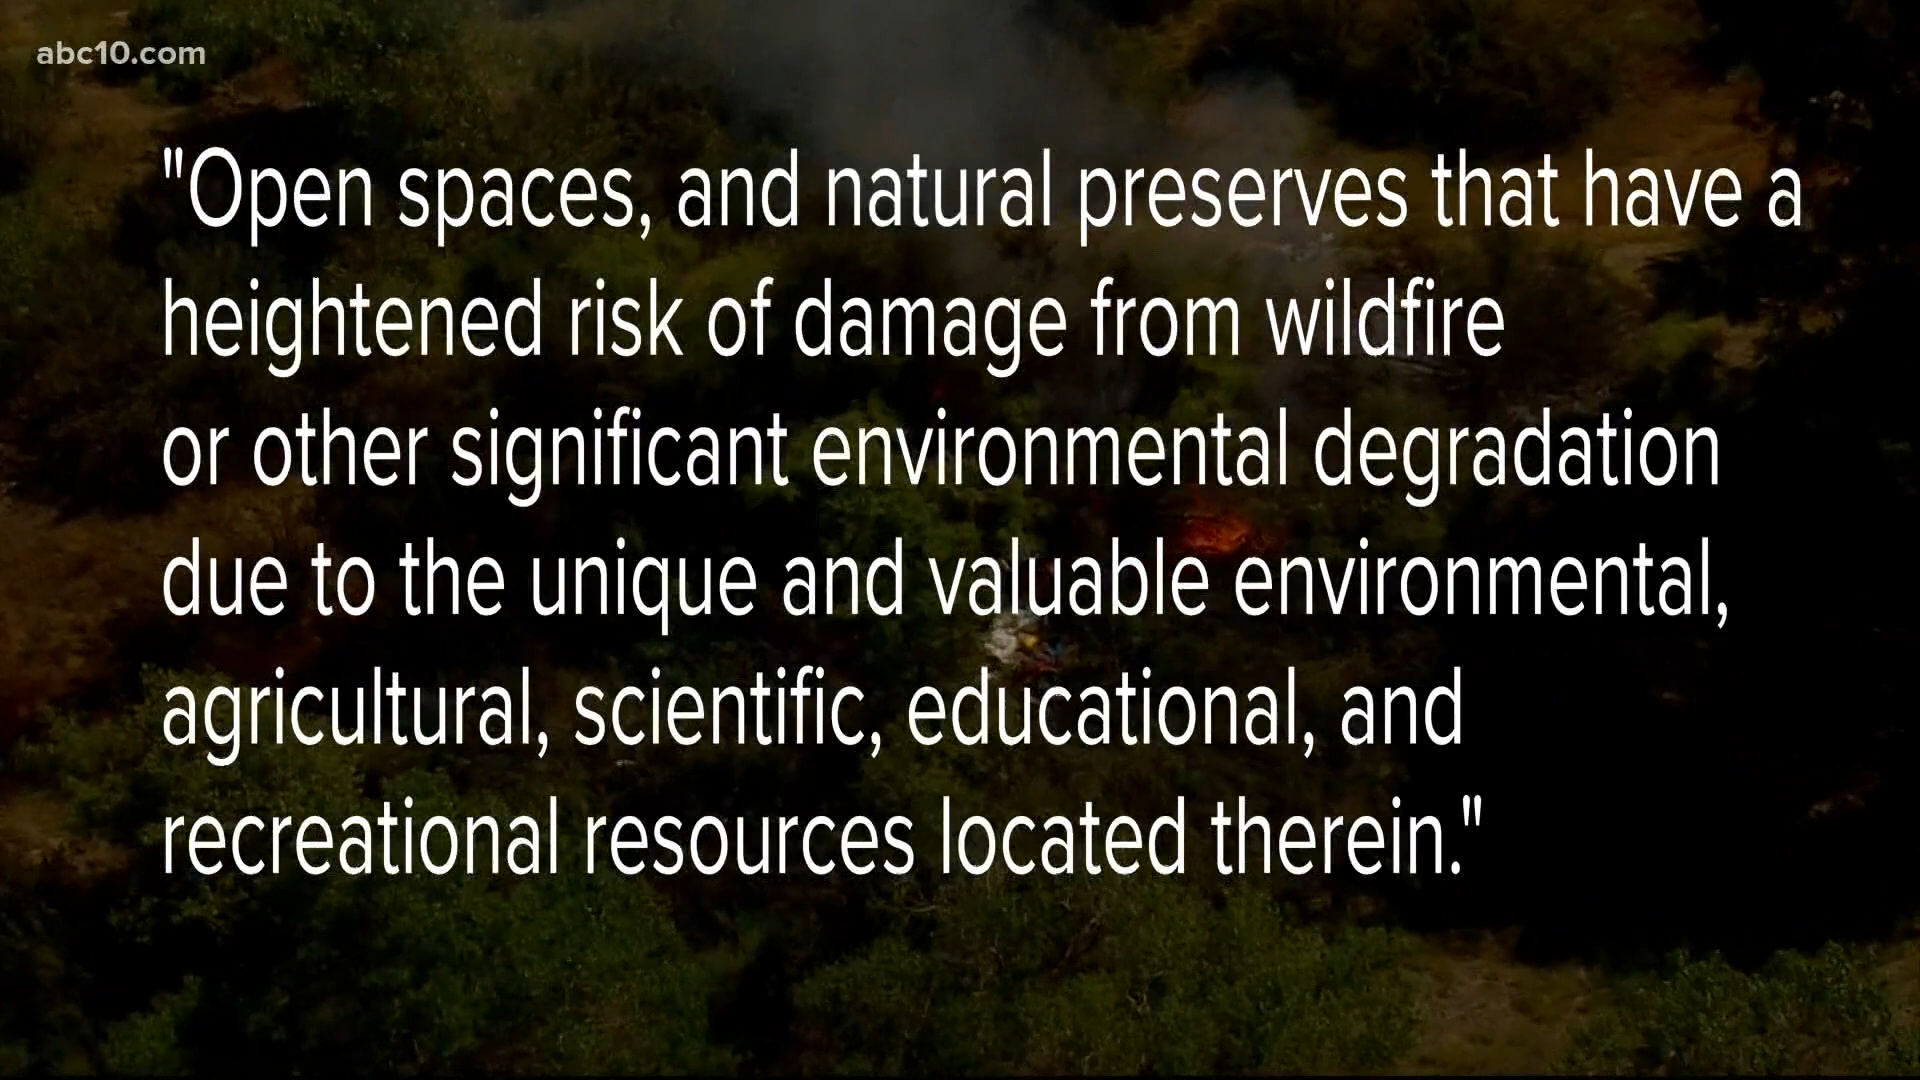 abc10.com
"Open spaces, and natural preserves that have a
heightened risk of damage from wildfire
or other significant environmental degradation
due to the unique and valuable environmental,
agricultural, scientific, educational, and
recreational resources located therein."